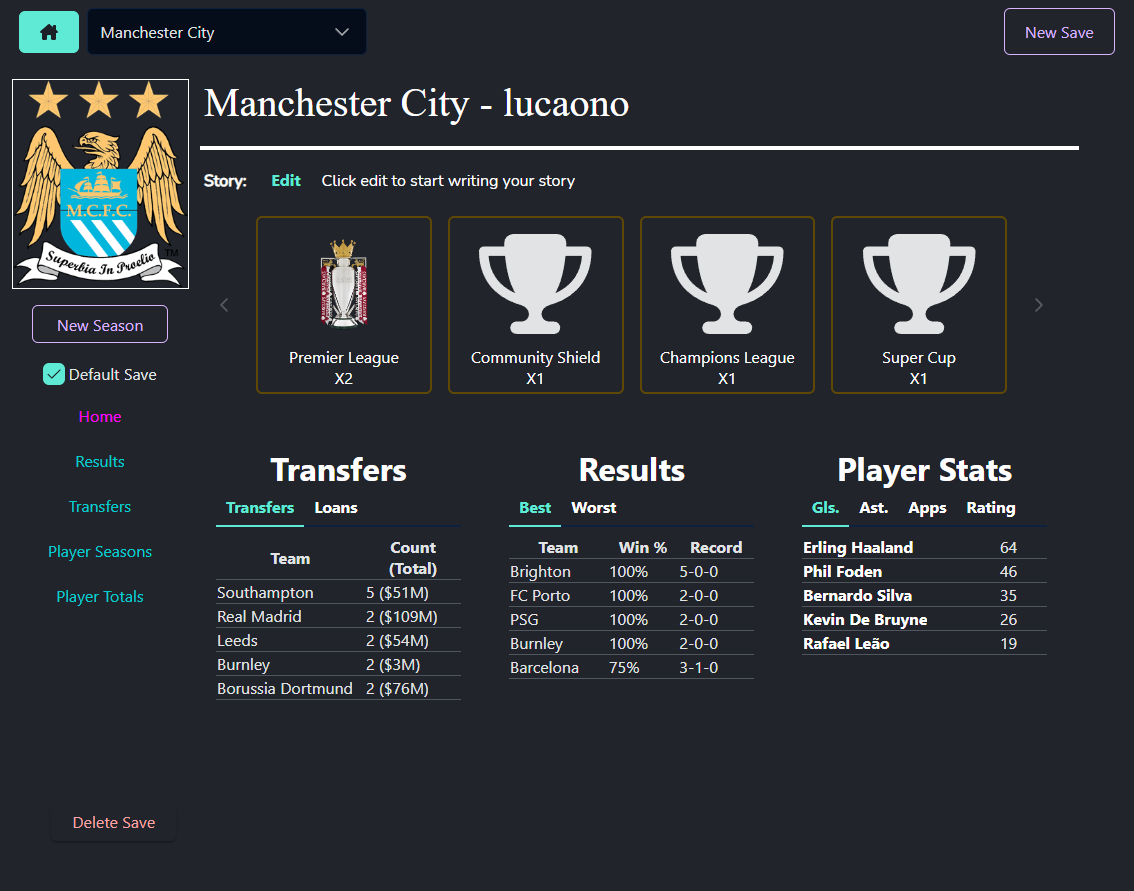 Manchester City
New Save
M.C.F.C.
Superbia In Proelio
TM
Manchester City - lucaono
Story: Edit Click edit to start writing your story
New Season
Default Save
Home
Results
Transfers
Player Seasons
Player Totals
Delete Save
Premier League
X2
Community Shield
X1
Champions League
X1
Super Cup
X1
Transfers
Transfers Loans
Team Count (Total)
Southampton 5 ($51M)
Real Madrid 2 ($109M)
Leeds 2 ($54M)
Burnley 2 ($3M)
Borussia Dortmund 2 ($76M)
Results
Best Worst
Team Win % Record
Brighton 100% 5-0-0
FC Porto 100% 2-0-0
PSG 100% 2-0-0
Burnley 100% 2-0-0
Barcelona 75% 3-1-0
Player Stats
Gls. Ast. Apps Rating
Erling Haaland 64
Phil Foden 46
Bernardo Silva 35
Kevin De Bruyne 26
Rafael Leão 19